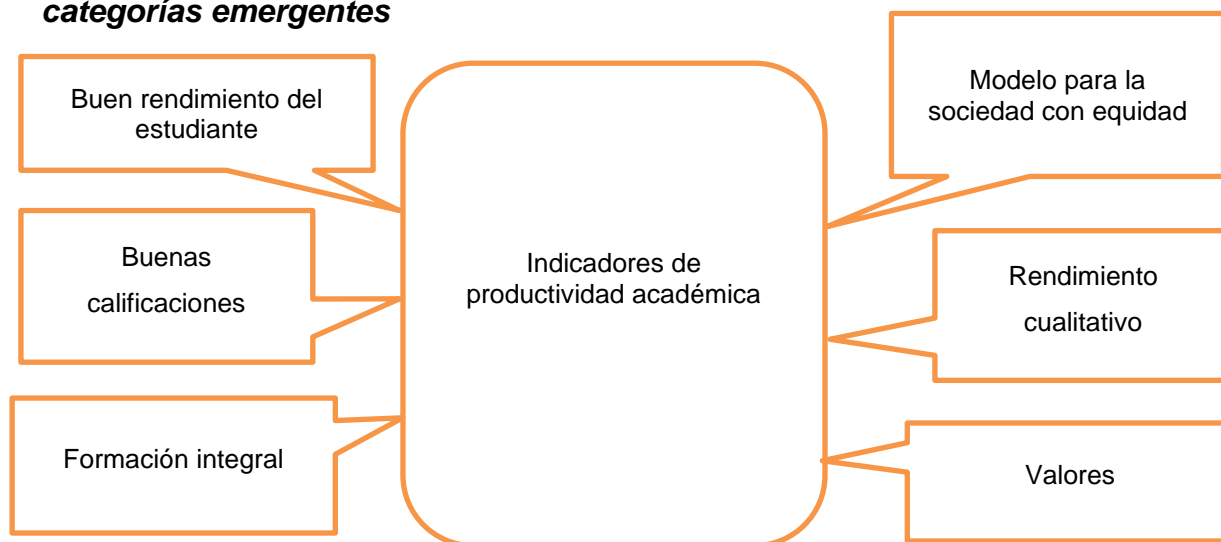 categorías emergentes
Buen rendimiento del
estudiante
Buenas
calificaciones
Formación integral
Indicadores de
productividad académica
Modelo para la
sociedad con equidad
Rendimiento
cualitativo
Valores